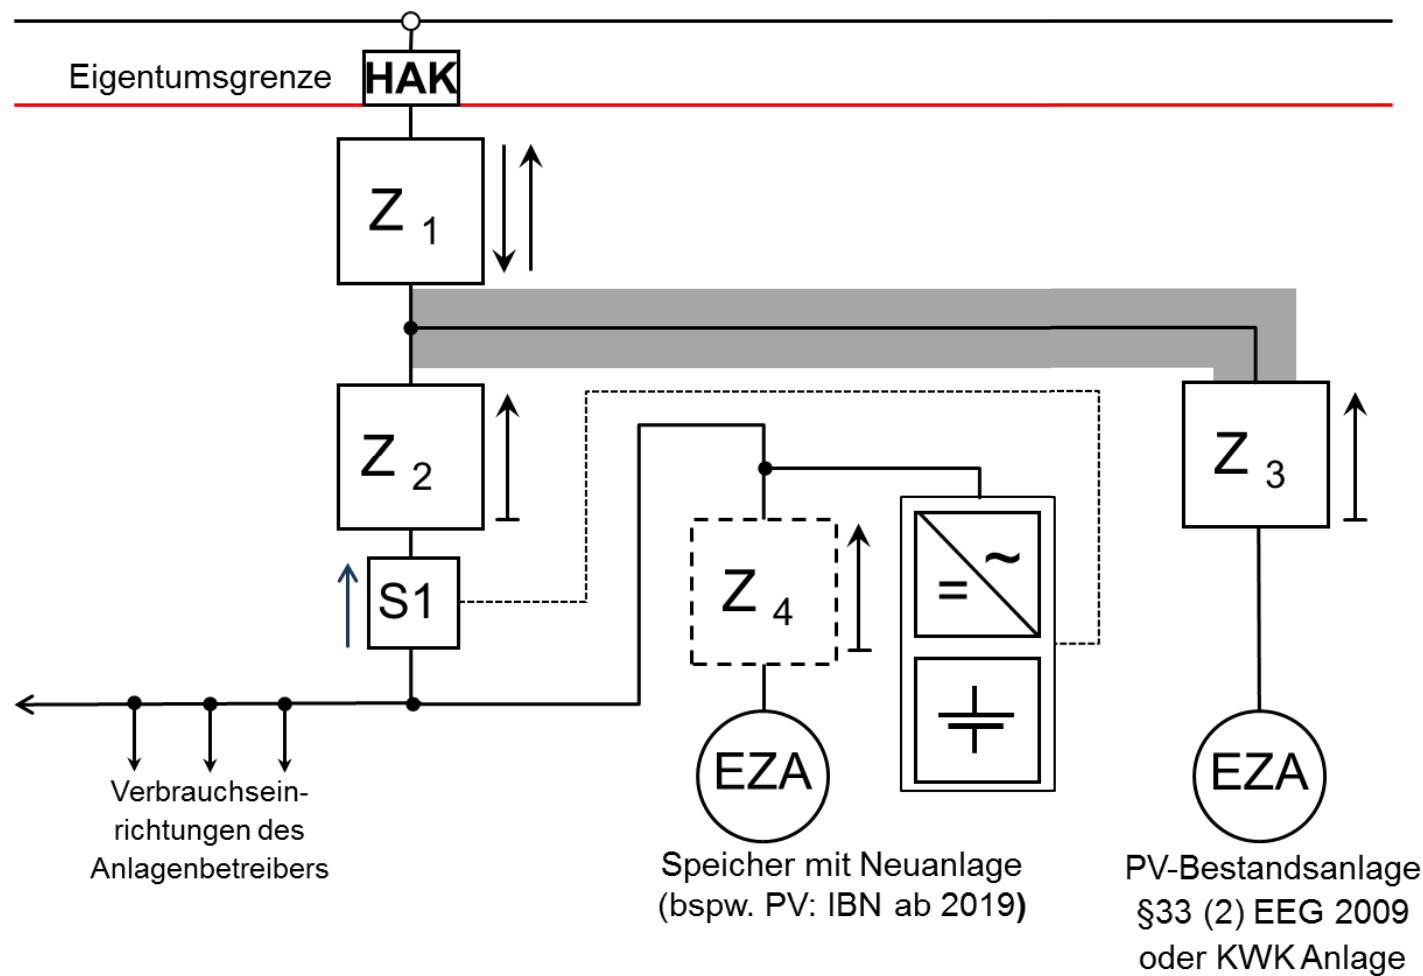 Eigentumsgrenze
HAK
Z 1
Z 2
Z 3
S1
Z 4
~
=
EZA
EZA
Verbrauchsein-
richtungen des
Anlagenbetreibers
Speicher mit Neuanlage
(bspw. PV: IBN ab 2019)
PV-Bestandsanlage
§33 (2) EEG 2009
oder KWK Anlage